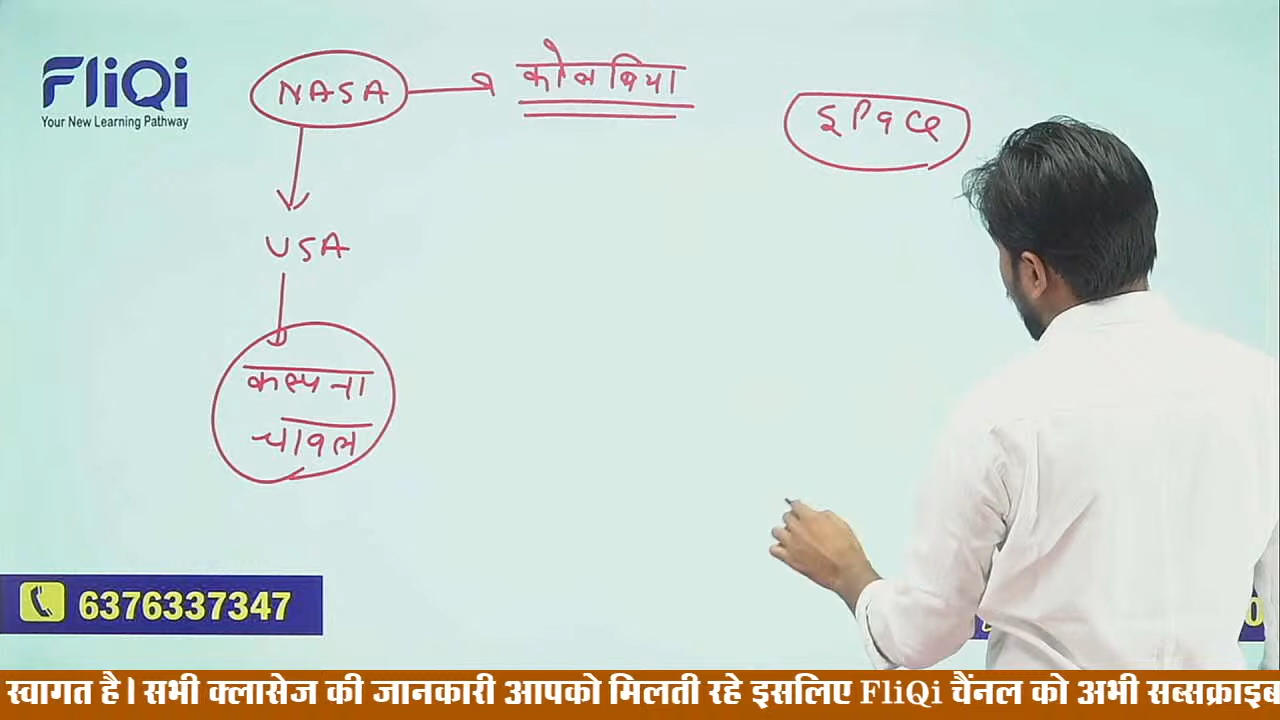 FliQi
Your New Learning Pathway
NASA
कोलबिया
USA
कल्पना
चावल
6376337347
स्वागत है। सभी क्लासेज की जानकारी आपको मिलती रहे इसलिए FliQi चैंनल को अभी सब्सक्राइब